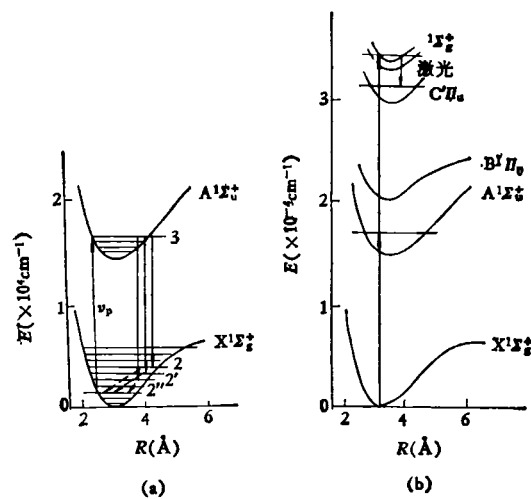 (a)
E(×10⁴cm⁻¹)
2
1
0
A¹Σᵤ⁺
3
νₚ
X¹Σg⁺
2
2'
2''
2 4 6
R(Å)
(b)
E(×10⁻⁴cm⁻¹)
3
2
1
0
¹Σg⁺
激光
C¹Πᵤ
B¹Πᵤ
A¹Σᵤ⁺
X¹Σg⁺
2 4 6
R(Å)